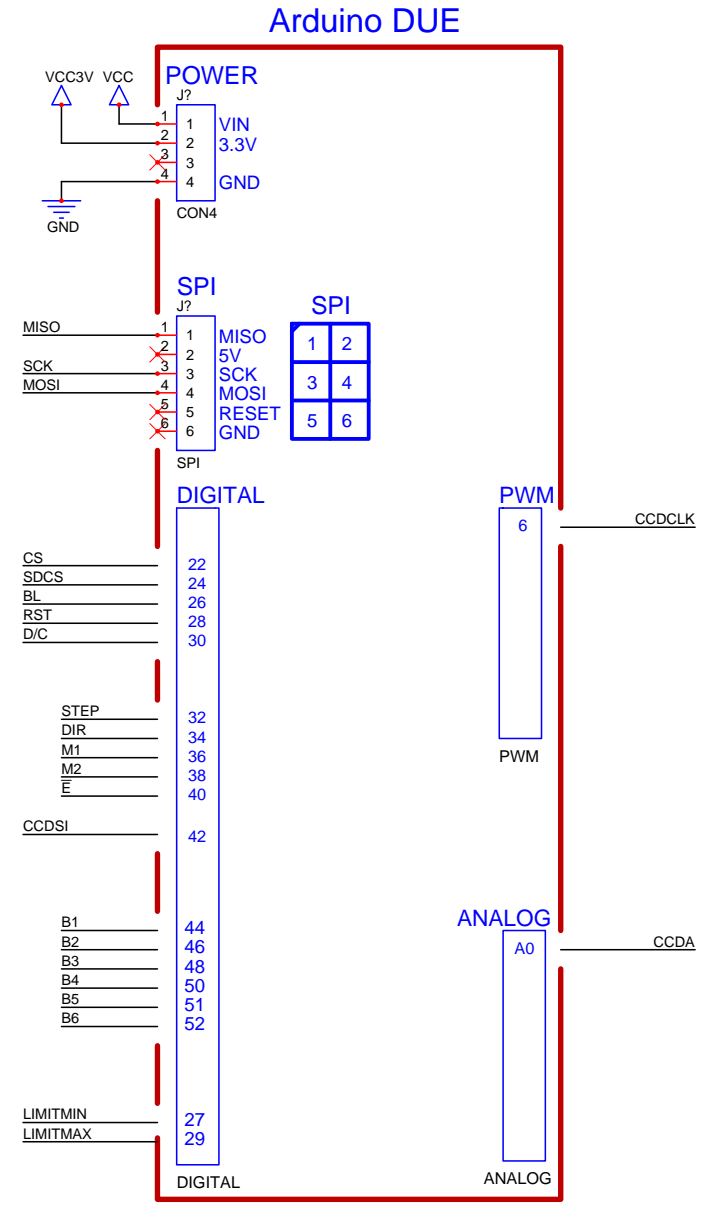 Arduino DUE
VCC3V VCC
POWER
J?
1 1 VIN
2 2 3.3V
3 3
4 4 GND
CON4
GND
SPI
J?
SPI
MISO 1 1 MISO
2 2 5V
SCK 3 3 SCK
MOSI 4 4 MOSI
5 5 RESET
6 6 GND
SPI
1 2
3 4
5 6
DIGITAL
CS 22
SDCS 24
BL 26
RST 28
D/C 30
STEP 32
DIR 34
M1 36
M2 38
E̅ 40
CCDSI 42
B1 44
B2 46
B3 48
B4 50
B5 51
B6 52
LIMITMIN 27
LIMITMAX 29
DIGITAL
PWM
6 CCDCLK
PWM
ANALOG
A0 CCDA
ANALOG